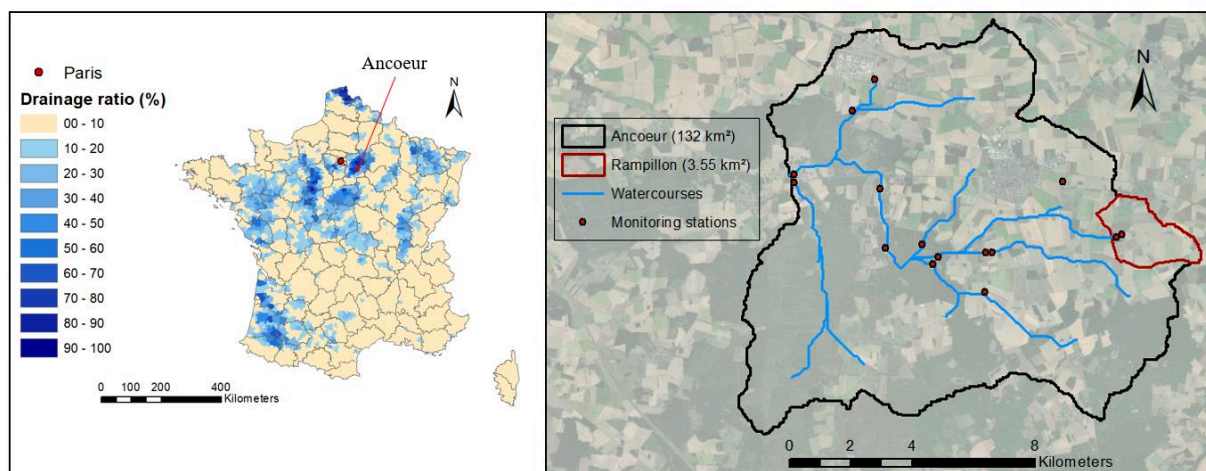 Ancoeur
N
Paris
Drainage ratio (%)
00 - 10
10 - 20
20 - 30
30 - 40
40 - 50
50 - 60
60 - 70
70 - 80
80 - 90
90 - 100
0 100 200 400
Kilometers
N
Ancoeur (132 km²)
Rampillon (3.55 km²)
Watercourses
Monitoring stations
0 2 4 8
Kilometers